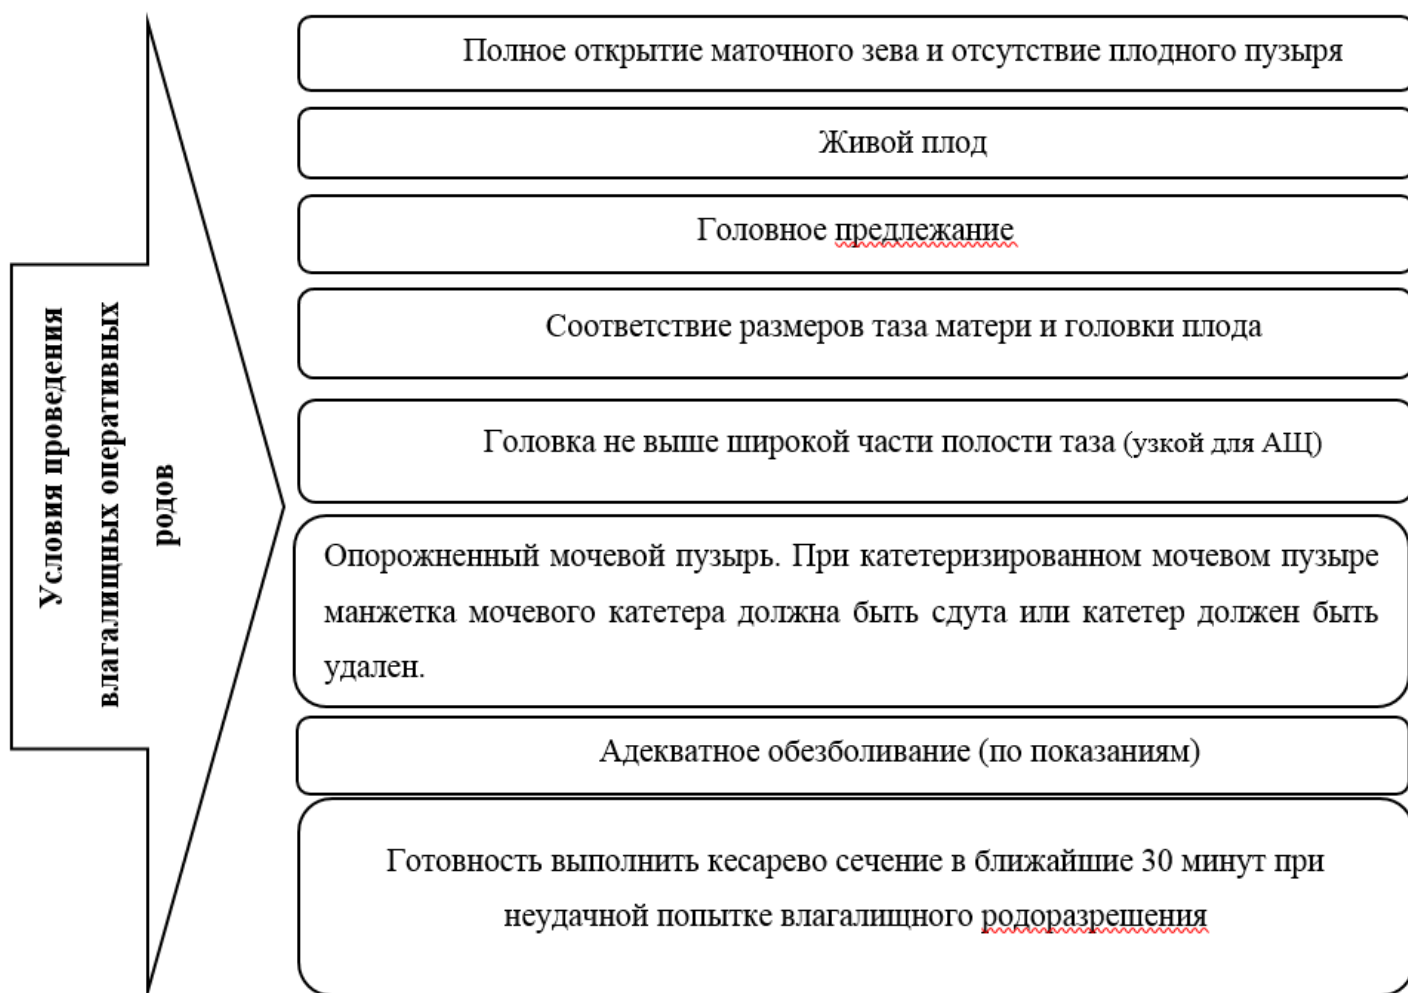 Условия проведения
влагалищных оперативных
родов
Полное открытие маточного зева и отсутствие плодного пузыря
Живой плод
Головное предлежание
Соответствие размеров таза матери и головки плода
Головка не выше широкой части полости таза (узкой для АЩ)
Опорожненный мочевой пузырь. При катетеризированном мочевом пузыре
манжетка мочевого катетера должна быть сдута или катетер должен быть
удален.
Адекватное обезболивание (по показаниям)
Готовность выполнить кесарево сечение в ближайшие 30 минут при
неудачной попытке влагалищного родоразрешения